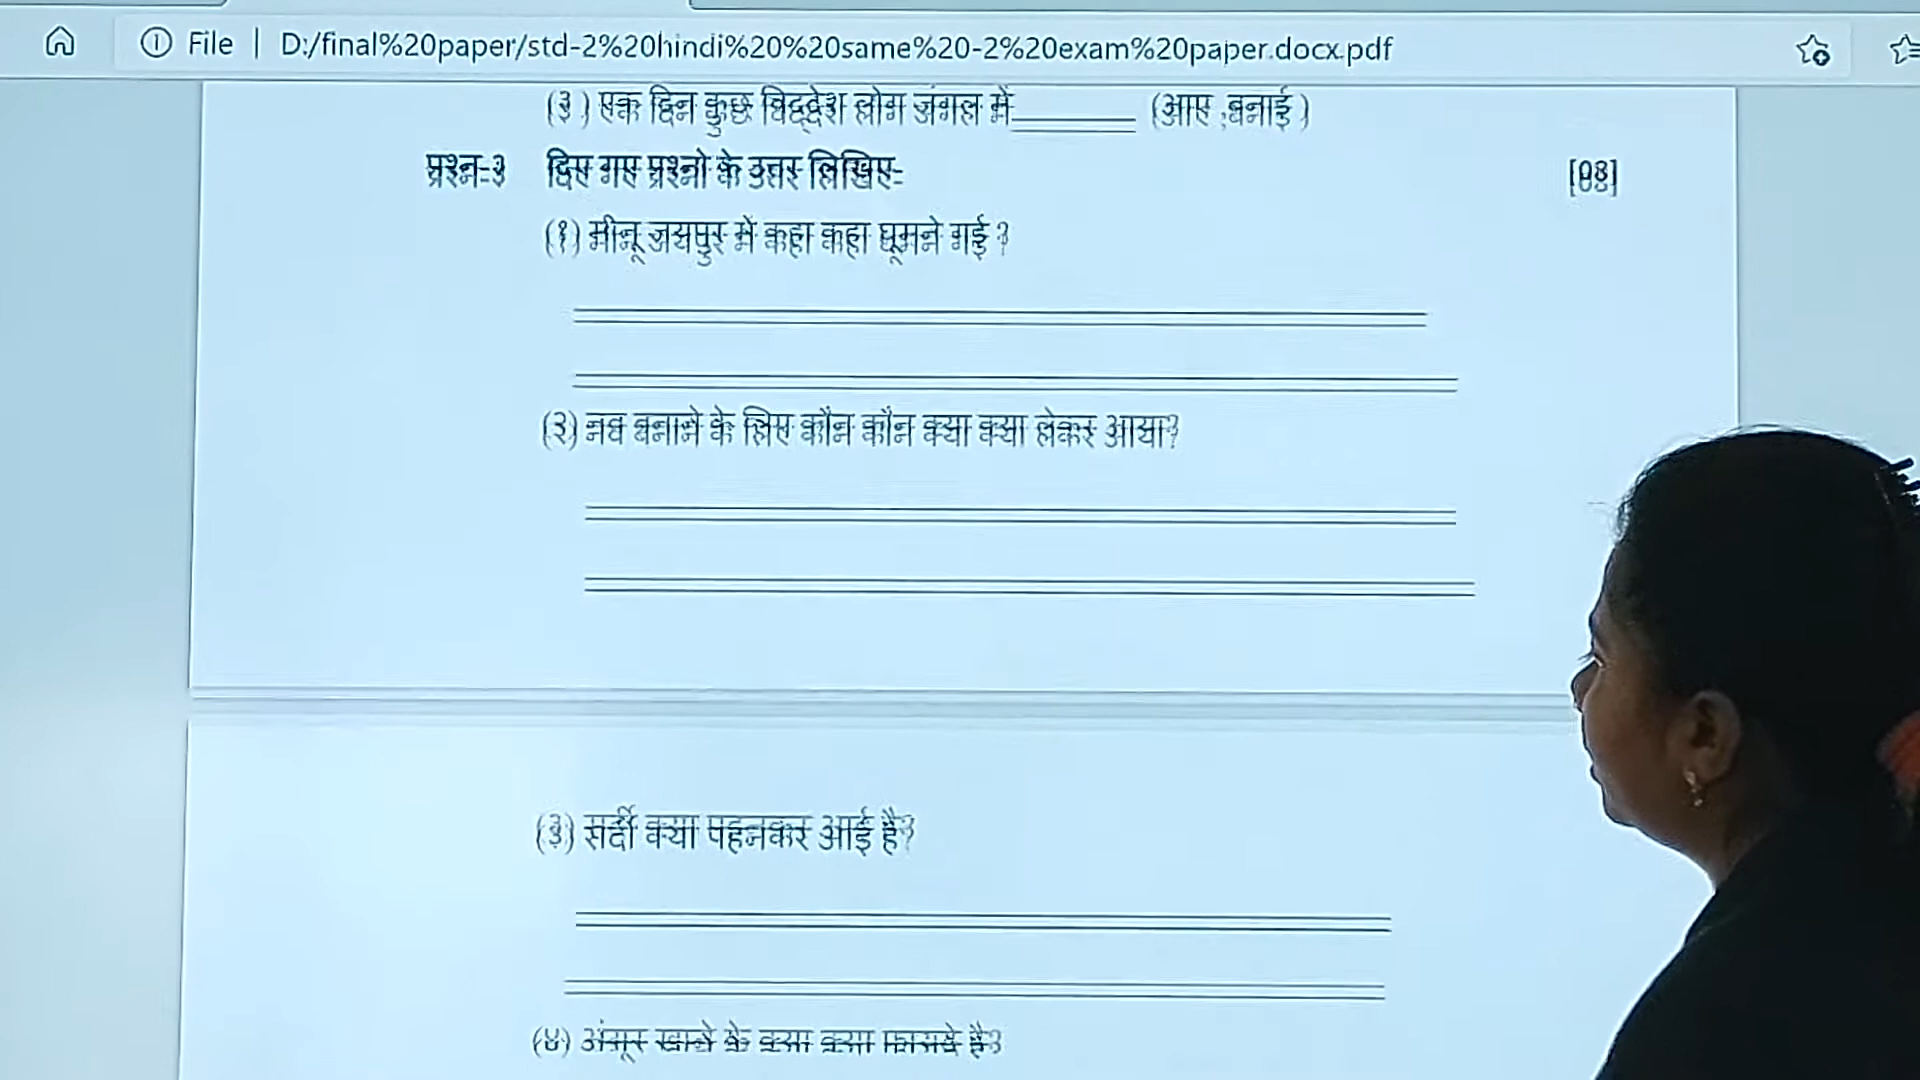 File | D:/final%20paper/std-2%20hindi%20%20same%20-2%20exam%20paper.docx.pdf
(३) एक दिन कुछ विद्देश लोग जंगल में______ (आए ,बनाई )
प्रश्न-३ दिए गए प्रश्नो के उत्तर लिखिए-
(१) मीनू जयपुर मे कहा कहा घूमने गई ?
(२) नव बनाने के लिए कौन कौन क्या क्या लेकर आया?
(३) सर्दी क्या पहनकर आई है?
(४) अंगूर खाने के क्या क्या फायदे है?